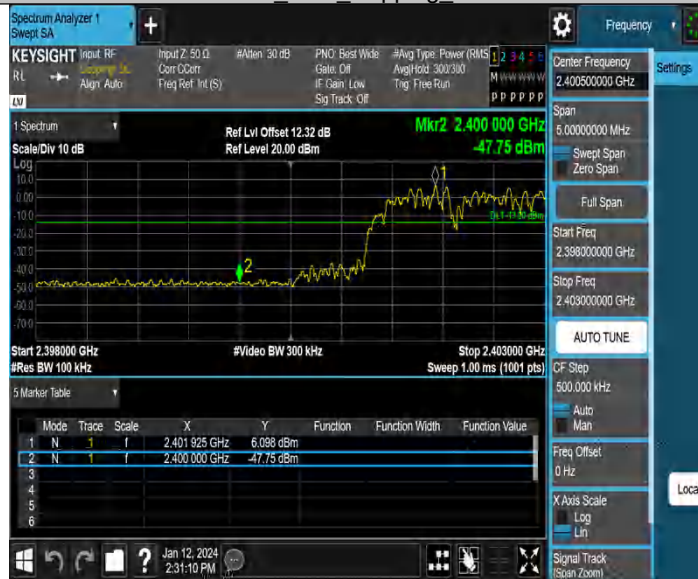 Spectrum Analyzer 1
Swept SA
+
Frequency
KEYSIGHT Input: RF
RL
Align: Auto
Input Z: 50 Ω
Corr CCorr
Freq Ref: Int (S)
#Atten: 30 dB
PNO: Best Wide
Gate: Off
IF Gain: Low
Sig Track: Off
#Avg Type: Power (RMS
Avg|Hold: 300/300
Trig: Free Run
1 2 3 4 5 6
M W W W W W
P P P P P P
LXI
1 Spectrum
Scale/Div 10 dB
Ref Lvl Offset 12.32 dB
Ref Level 20.00 dBm
Mkr2 2.400 000 GHz
-47.75 dBm
Log
10.0
0.00
-10.0
-20.0
-30.0
-40.0
-50.0
-60.0
-70.0
1
2
Start 2.398000 GHz
#Res BW 100 kHz
#Video BW 300 kHz
Stop 2.403000 GHz
Sweep 1.00 ms (1001 pts)
5 Marker Table
Mode Trace Scale X Y Function Function Width Function Value
1 N 1 f 2.401 925 GHz 6.098 dBm
2 N 1 f 2.400 000 GHz -47.75 dBm
3
4
5
6
Jan 12, 2024
2:31:10 PM
Center Frequency
2.400500000 GHz
Settings
Span
5.00000000 MHz
Swept Span
Zero Span
Full Span
Start Freq
2.398000000 GHz
Stop Freq
2.403000000 GHz
AUTO TUNE
CF Step
500.000 kHz
Auto
Man
Freq Offset
0 Hz
X Axis Scale
Log
Lin
Loca
Signal Track
(Span Zoom)